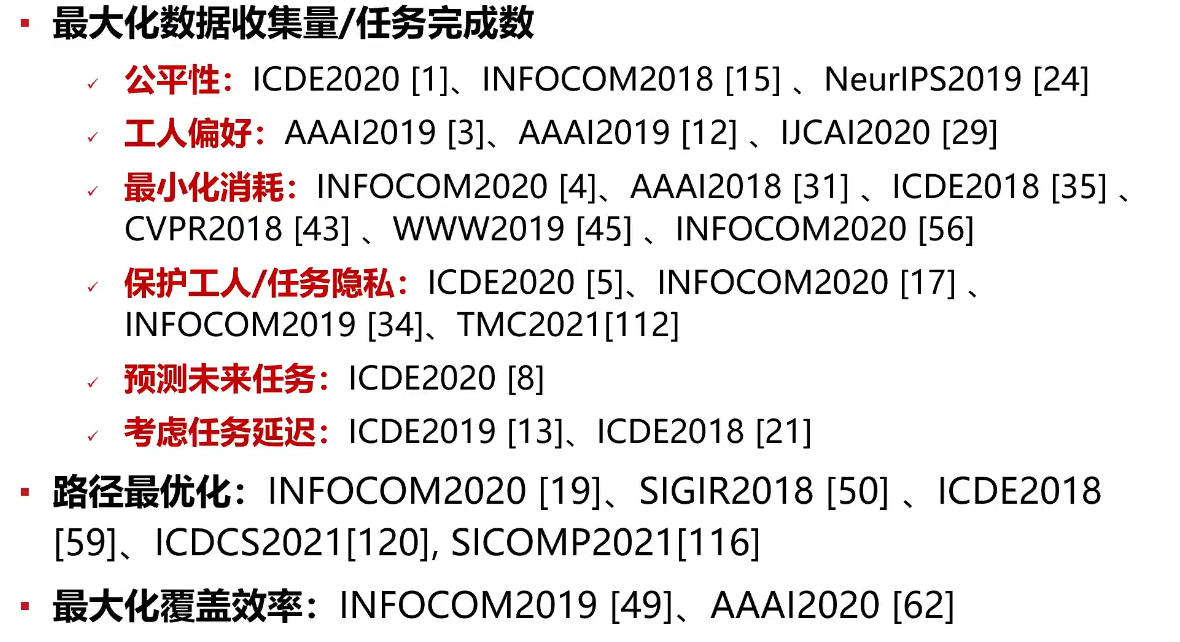 ▪ 最大化数据收集量/任务完成数
✓ 公平性：ICDE2020 [1]、INFOCOM2018 [15] 、NeurIPS2019 [24]
✓ 工人偏好：AAAI2019 [3]、AAAI2019 [12] 、IJCAI2020 [29]
✓ 最小化消耗：INFOCOM2020 [4]、AAAI2018 [31] 、ICDE2018 [35] 、
CVPR2018 [43] 、WWW2019 [45] 、INFOCOM2020 [56]
✓ 保护工人/任务隐私：ICDE2020 [5]、INFOCOM2020 [17] 、
INFOCOM2019 [34]、TMC2021[112]
✓ 预测未来任务：ICDE2020 [8]
✓ 考虑任务延迟：ICDE2019 [13]、ICDE2018 [21]
▪ 路径最优化：INFOCOM2020 [19]、SIGIR2018 [50] 、ICDE2018
[59]、ICDCS2021[120], SICOMP2021[116]
▪ 最大化覆盖效率：INFOCOM2019 [49]、AAAI2020 [62]